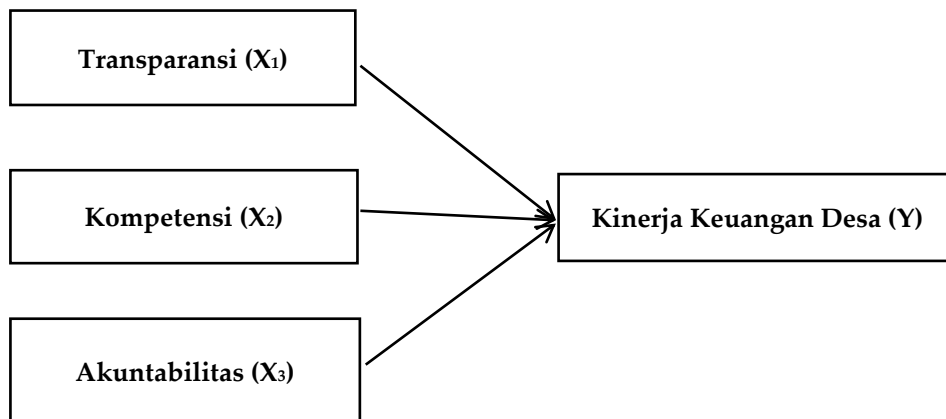 Transparansi (X₁)
Kompetensi (X₂)
Kinerja Keuangan Desa (Y)
Akuntabilitas (X₃)